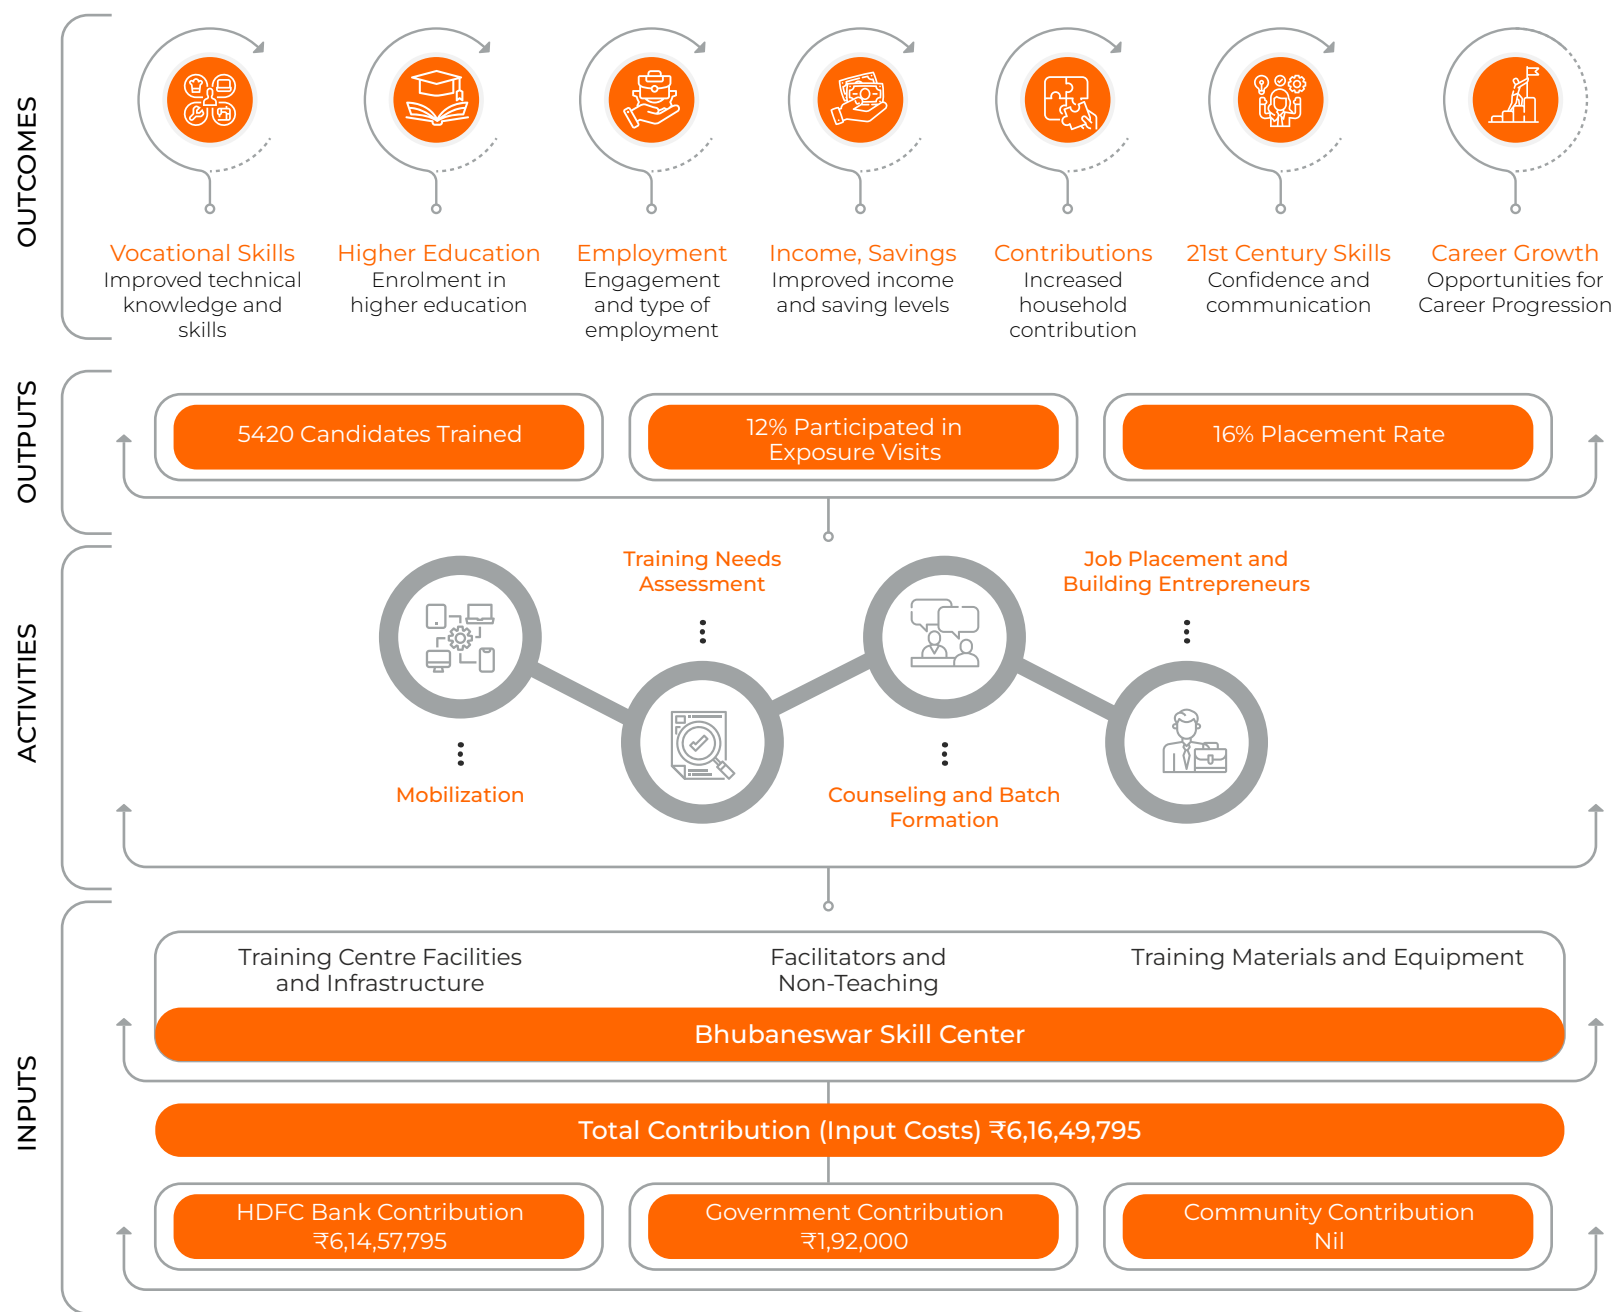 OUTCOMES
Vocational Skills
Improved technical
knowledge and
skills
Higher Education
Enrolment in
higher education
Employment
Engagement
and type of
employment
Income, Savings
Improved income
and saving levels
Contributions
Increased
household
contribution
21st Century Skills
Confidence and
communication
Career Growth
Opportunities for
Career Progression
OUTPUTS
5420 Candidates Trained
12% Participated in
Exposure Visits
16% Placement Rate
ACTIVITIES
Mobilization
Training Needs
Assessment
Counseling and Batch
Formation
Job Placement and
Building Entrepreneurs
INPUTS
Training Centre Facilities
and Infrastructure
Facilitators and
Non-Teaching
Training Materials and Equipment
Bhubaneswar Skill Center
Total Contribution (Input Costs) ₹6,16,49,795
HDFC Bank Contribution
₹6,14,57,795
Government Contribution
₹1,92,000
Community Contribution
Nil